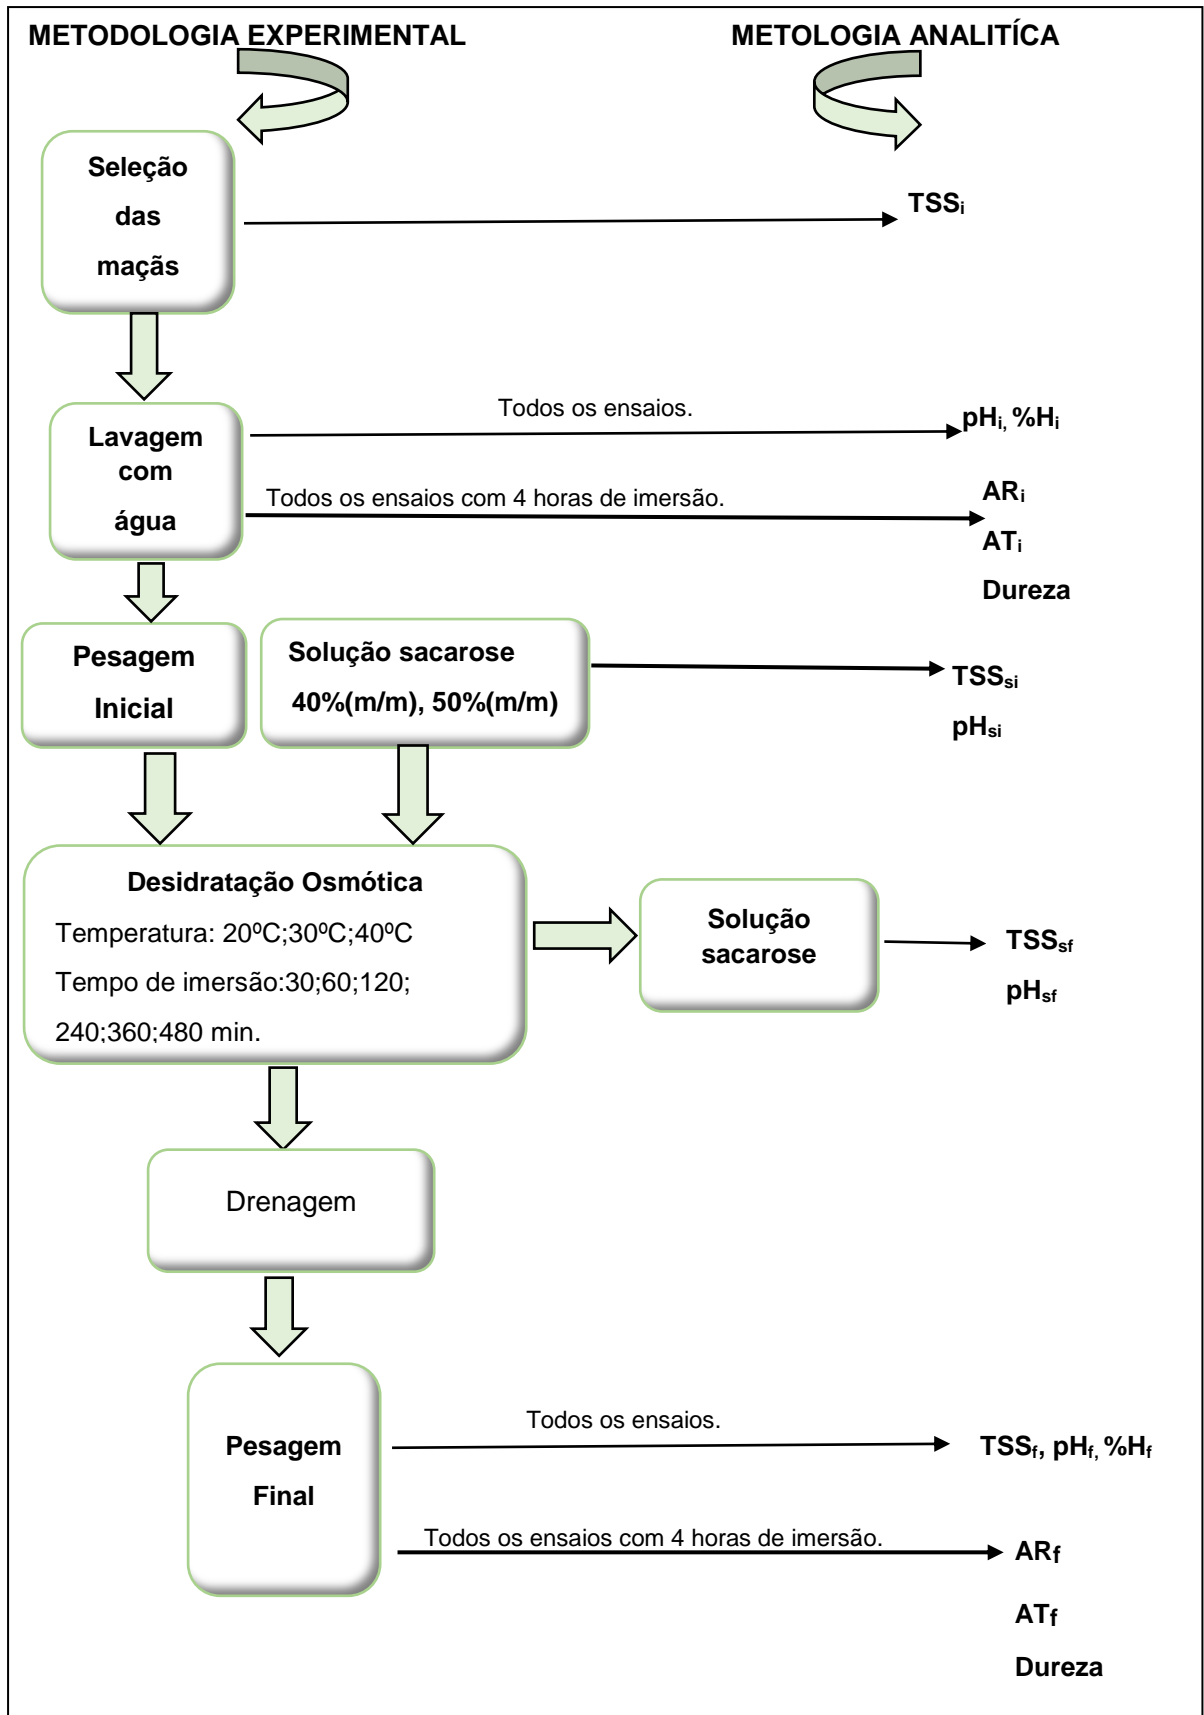 METODOLOGIA EXPERIMENTAL
METOLOGIA ANALITÍCA
Seleção
das
maçãs
TSSi
Lavagem
com
água
Todos os ensaios.
pHi, %Hi
Todos os ensaios com 4 horas de imersão.
ARi
ATi
Dureza
Pesagem
Inicial
Solução sacarose
40%(m/m), 50%(m/m)
TSSsi
pHsi
Desidratação Osmótica
Temperatura: 20ºC;30ºC;40ºC
Tempo de imersão:30;60;120;
240;360;480 min.
Solução
sacarose
TSSsf
pHsf
Drenagem
Pesagem
Final
Todos os ensaios.
TSSf, pHf, %Hf
Todos os ensaios com 4 horas de imersão.
ARf
ATf
Dureza